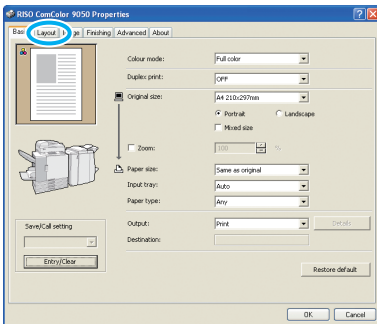 RISO ComColor 9050 Properties
Layout Finishing Advanced About
Colour mode: Full color
Duplex print: OFF
Original size: A4 210x297mm
Portrait Landscape
Mixed size
Zoom: 100 %
Paper size: Same as original
Input tray: Auto
Paper type: Any
Output: Print Details
Destination:
Save/Call setting
Entry/Clear
Restore default
OK Cancel